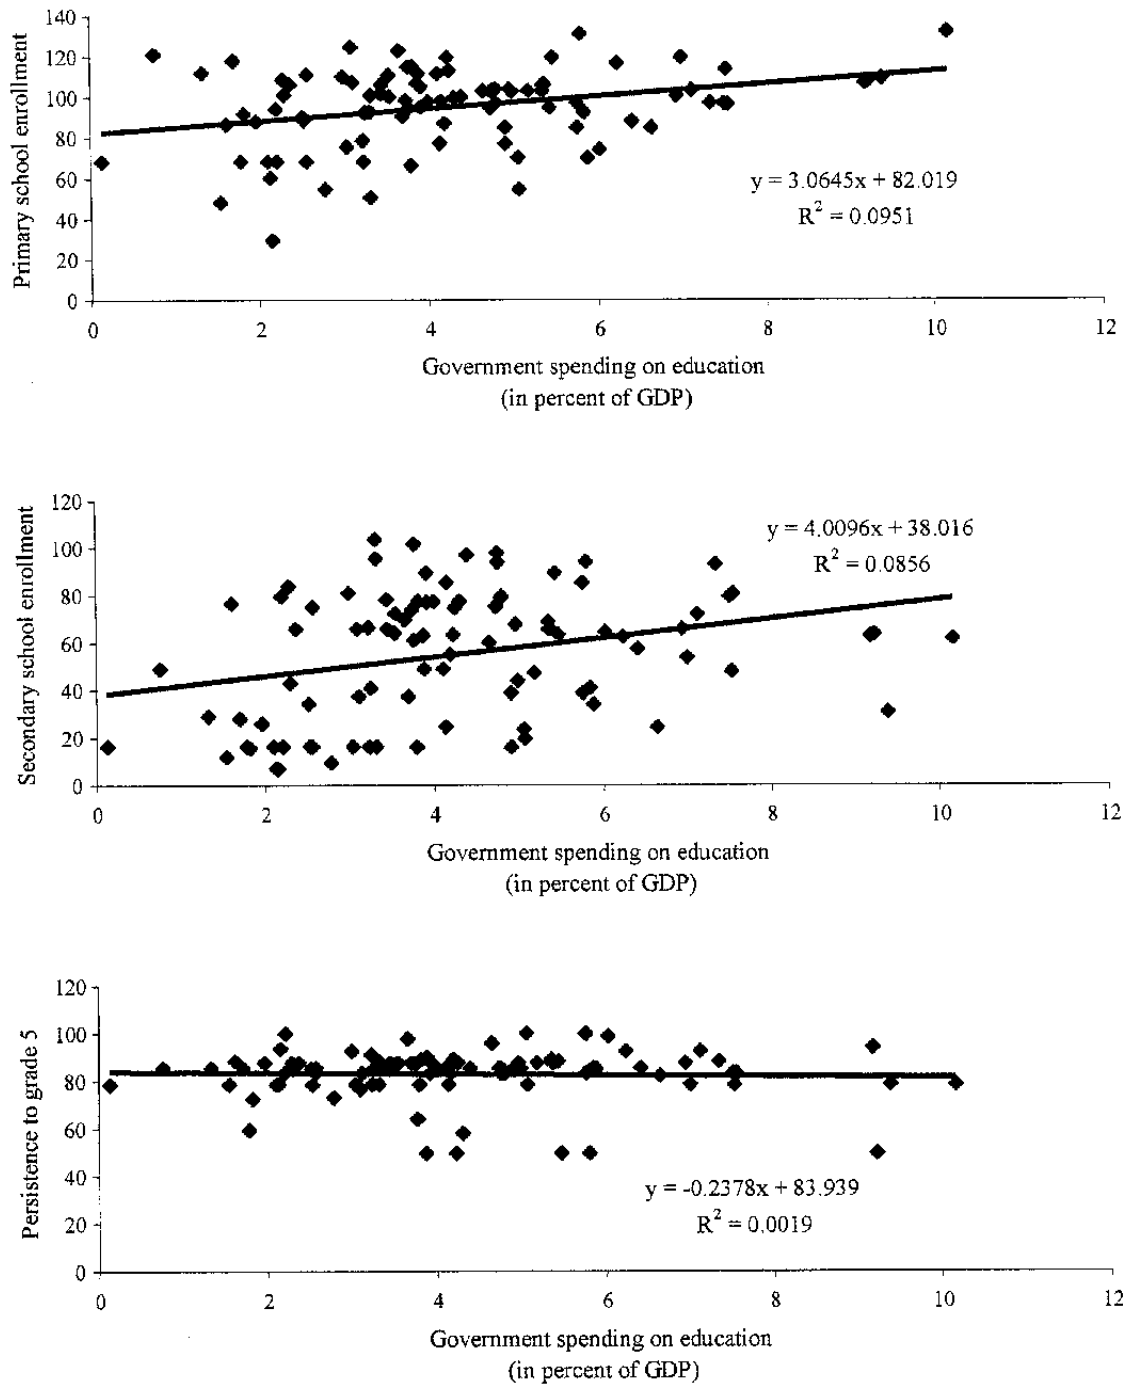 140
120
100
80
60
40
20
0
Primary school enrollment
y = 3.0645x + 82.019
R² = 0.0951
0 2 4 6 8 10 12
Government spending on education
(in percent of GDP)
120
100
80
60
40
20
0
Secondary school enrollment
y = 4.0096x + 38.016
R² = 0.0856
0 2 4 6 8 10 12
Government spending on education
(in percent of GDP)
120
100
80
60
40
20
0
Persistence to grade 5
y = -0.2378x + 83.939
R² = 0.0019
0 2 4 6 8 10 12
Government spending on education
(in percent of GDP)